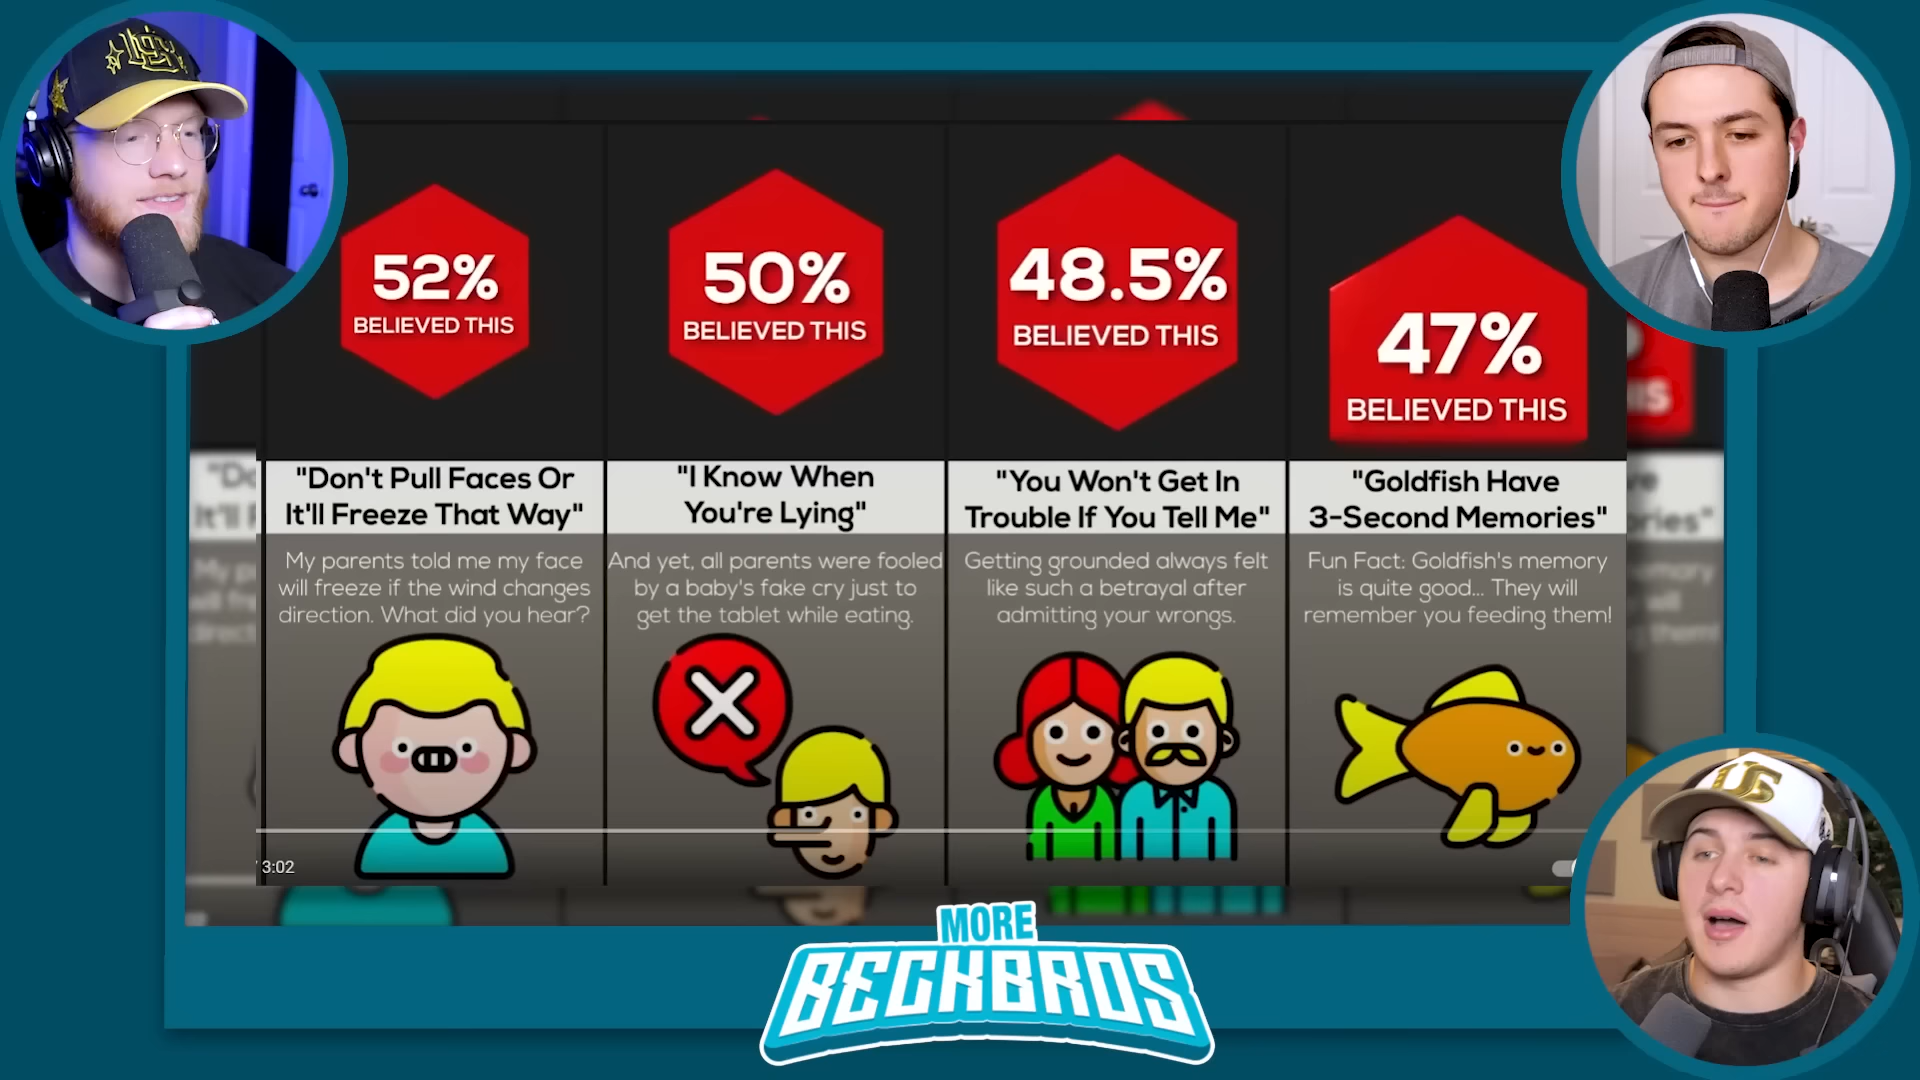 52%
BELIEVED THIS
"Don't Pull Faces Or
It'll Freeze That Way"
My parents told me my face
will freeze if the wind changes
direction. What did you hear?
50%
BELIEVED THIS
"I Know When
You're Lying"
And yet, all parents were fooled
by a baby's fake cry just to
get the tablet while eating.
48.5%
BELIEVED THIS
"You Won't Get In
Trouble If You Tell Me"
Getting grounded always felt
like such a betrayal after
admitting your wrongs.
47%
BELIEVED THIS
"Goldfish Have
3-Second Memories"
Fun Fact: Goldfish's memory
is quite good... They will
remember you feeding them!
/ 3:02
MORE
BECKBROS